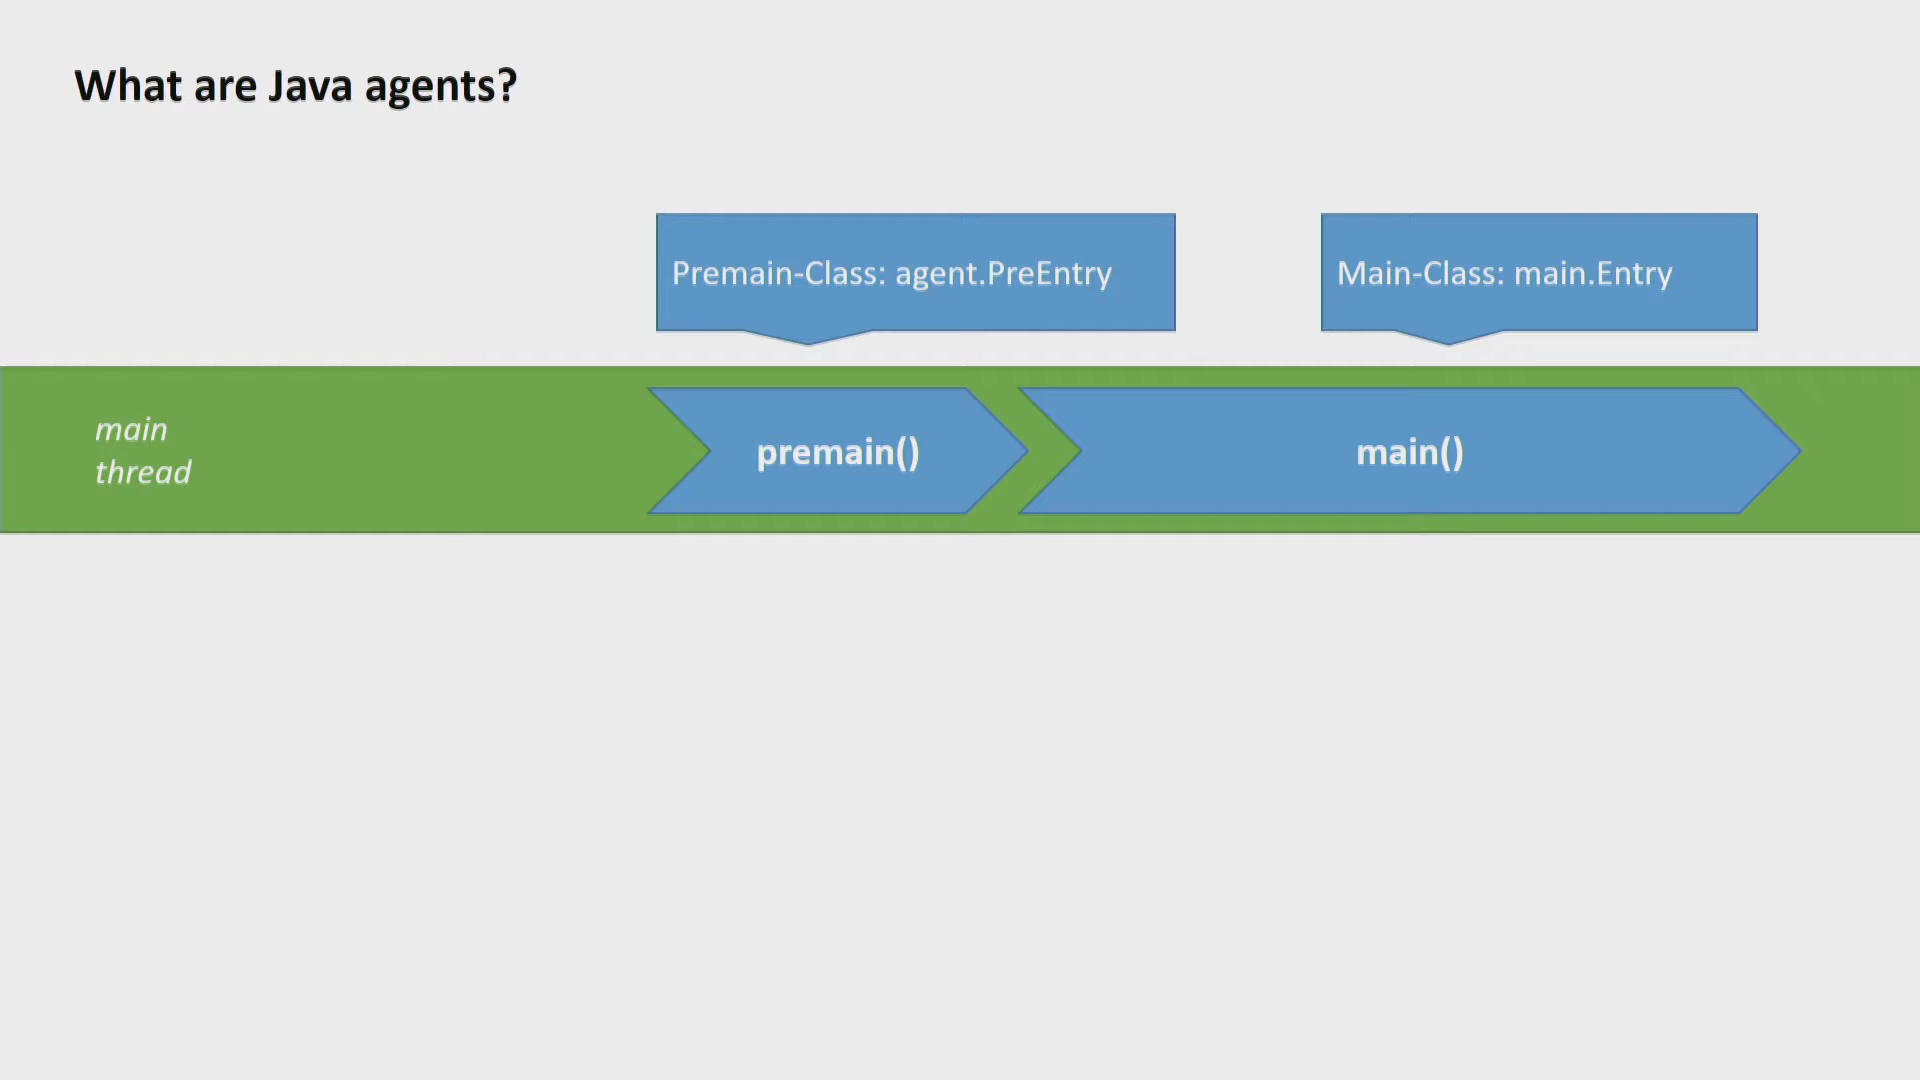 What are Java agents?
Premain-Class: agent.PreEntry
Main-Class: main.Entry
main
thread
premain()
main()